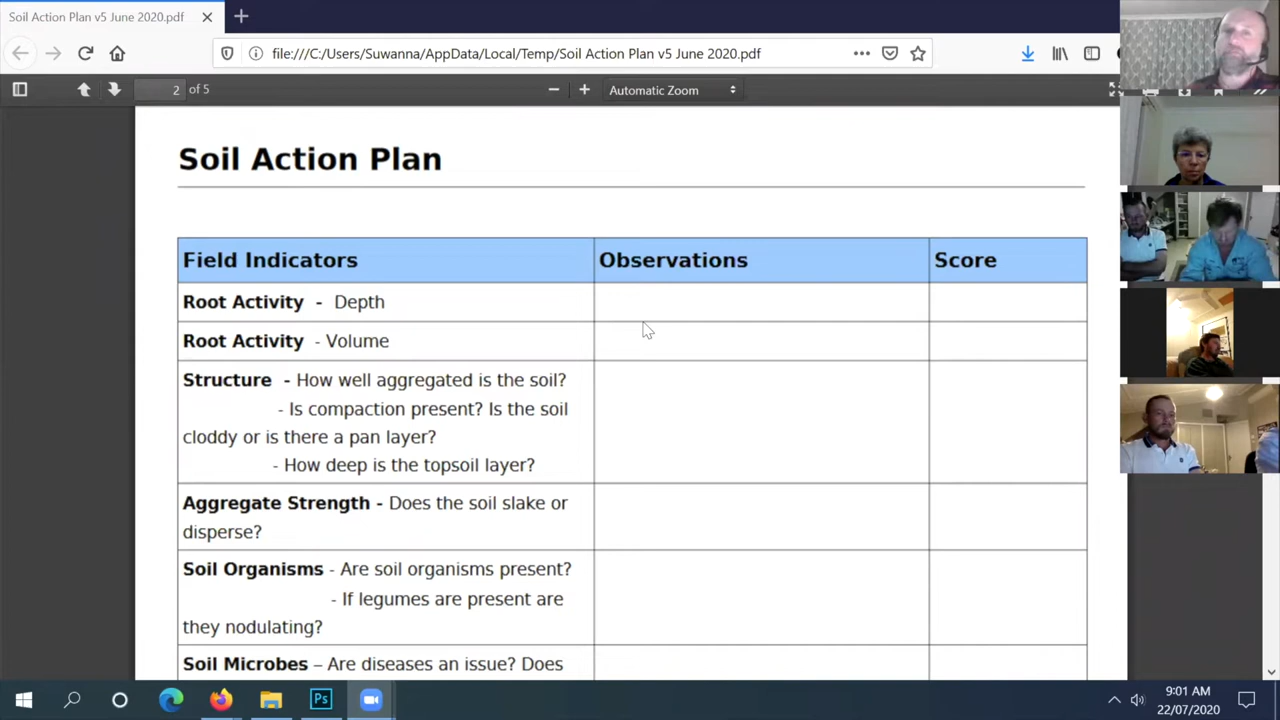 Soil Action Plan v5 June 2020.pdf
file:///C:/Users/Suwanna/AppData/Local/Temp/Soil Action Plan v5 June 2020.pdf
2 of 5
Automatic Zoom
Soil Action Plan
Field Indicators Observations Score
Root Activity - Depth
Root Activity - Volume
Structure - How well aggregated is the soil?
- Is compaction present? Is the soil
cloddy or is there a pan layer?
- How deep is the topsoil layer?
Aggregate Strength - Does the soil slake or
disperse?
Soil Organisms - Are soil organisms present?
- If legumes are present are
they nodulating?
Soil Microbes – Are diseases an issue? Does
Ps
9:01 AM
22/07/2020